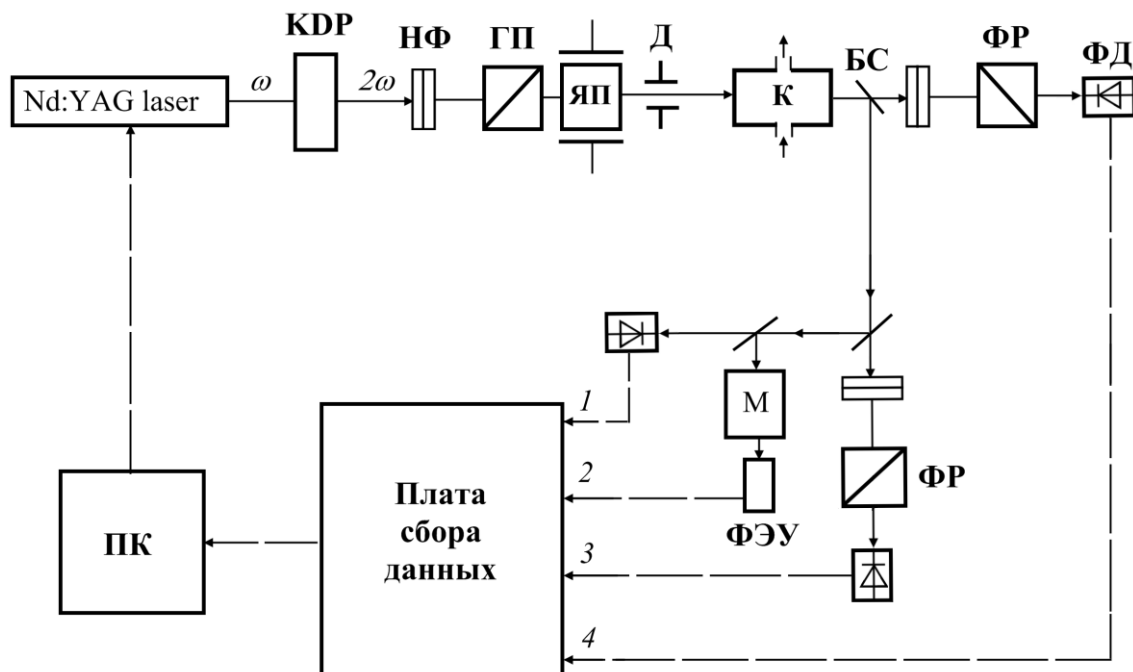 KDP
НФ
ГП
Д
БС
ФР
ФД
Nd:YAG laser
ω
2ω
ЯП
К
1
М
2
ФЭУ
ФР
3
4
Плата
сбора
данных
ПК